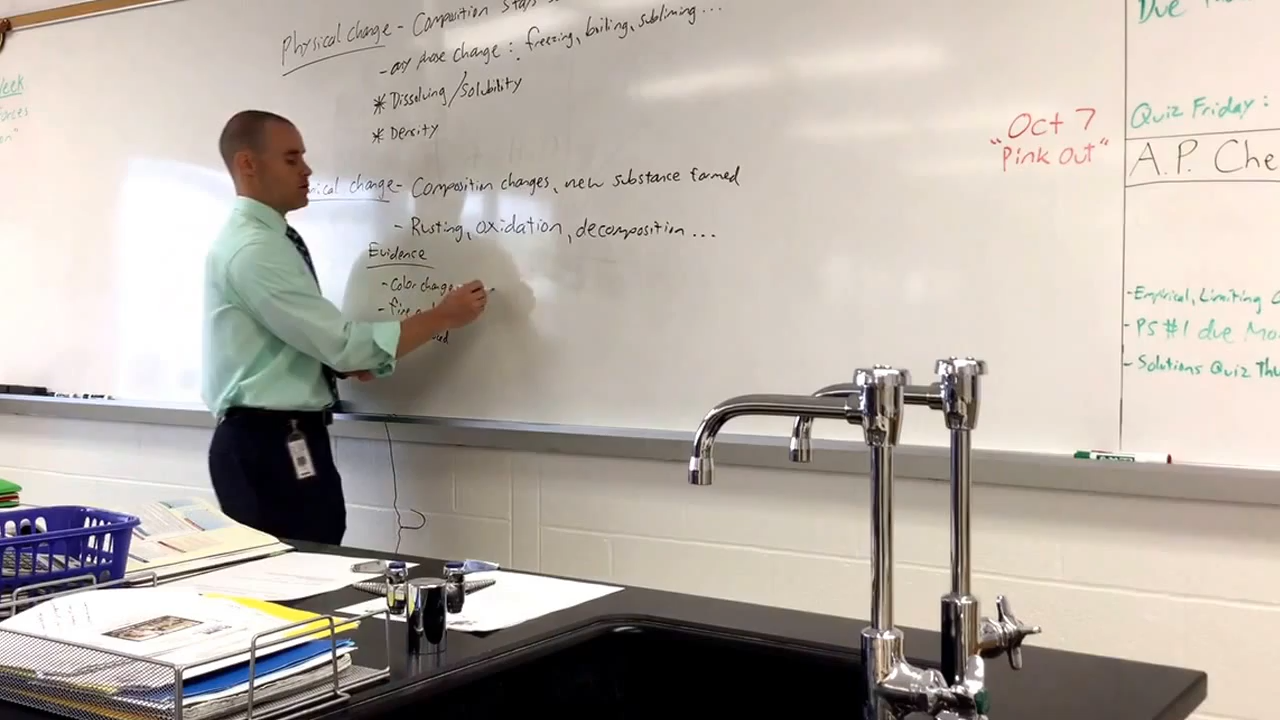 Physical change - Composition stays
- any phase change : freezing, boiling, subliming ...
* Dissolving/Solubility
* Density
ical change - Composition changes, new substance formed
- Rusting, oxidation, decomposition ...
Evidence
- Color change
- fire
Week
orces
Oct 7
"Pink Out"
Due
Quiz Friday :
A.P. Che
- Empirical, Limiting
- PS #1 due Mo
- Solutions Quiz Thu